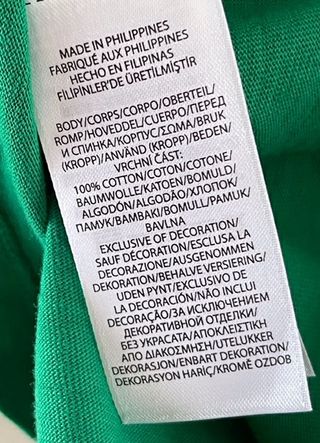 MADE IN PHILIPPINES
FABRIQUÉ AUX PHILIPPINES
HECHO EN FILIPINAS
FİLİPİNLER'DE ÜRETİLMİŞTİR
BODY/CORPS/CORPO/OBERTEIL/
ROMP/HOVEDDEL/CUERPO/ПЕРЕД
И СПИНКА/КОРПУС/ΣΩΜΑ/BRUK
(KROPP)/ANVÄND (KROPP)/BEDEN/
VRCHNÍ ČÁST:
100% COTTON/COTON/COTONE/
BAUMWOLLE/KATOEN/BOMULD/
ALGODÓN/ALGODÃO/ХЛОПОК/
ПАМУК/BAMBAKI/BOMULL/PAMUK/
BAVLNA
EXCLUSIVE OF DECORATION/
SAUF DÉCORATION/ESCLUSA LA
DECORAZIONE/AUSGENOMMEN
DEKORATION/BEHALVE VERSIERING/
UDEN PYNT/EXCLUSIVO DE
LA DECORACIÓN/NÃO INCLUI
DECORAÇÃO/ЗА ИСКЛЮЧЕНИЕМ
ДЕКОРАТИВНОЙ ОТДЕЛКИ/
БЕЗ УКРАСАТА/ΑΠΟΚΛΕΙΣΤΙΚΗ
ΑΠΟ ΔΙΑΚΟΣΜΗΣΗ/UTELUKKER
DEKORASJON/ENBART DEKORATION/
DEKORASYON HARİÇ/KROMĚ OZDOB